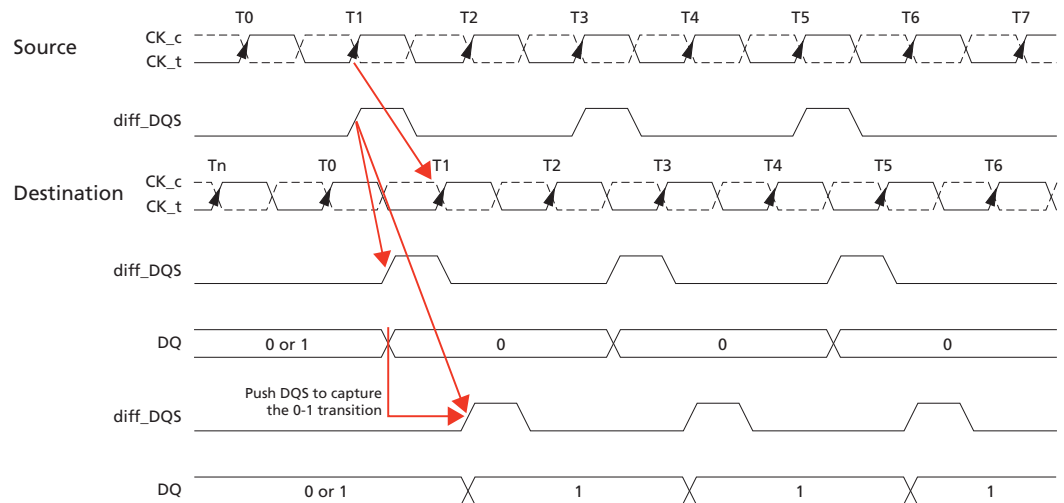 T0 T1 T2 T3 T4 T5 T6 T7
Source
CK_c
CK_t
diff_DQS
Tn T0 T1 T2 T3 T4 T5 T6
Destination
CK_c
CK_t
diff_DQS
DQ 0 or 1 0 0 0
Push DQS to capture
the 0-1 transition
diff_DQS
DQ 0 or 1 1 1 1